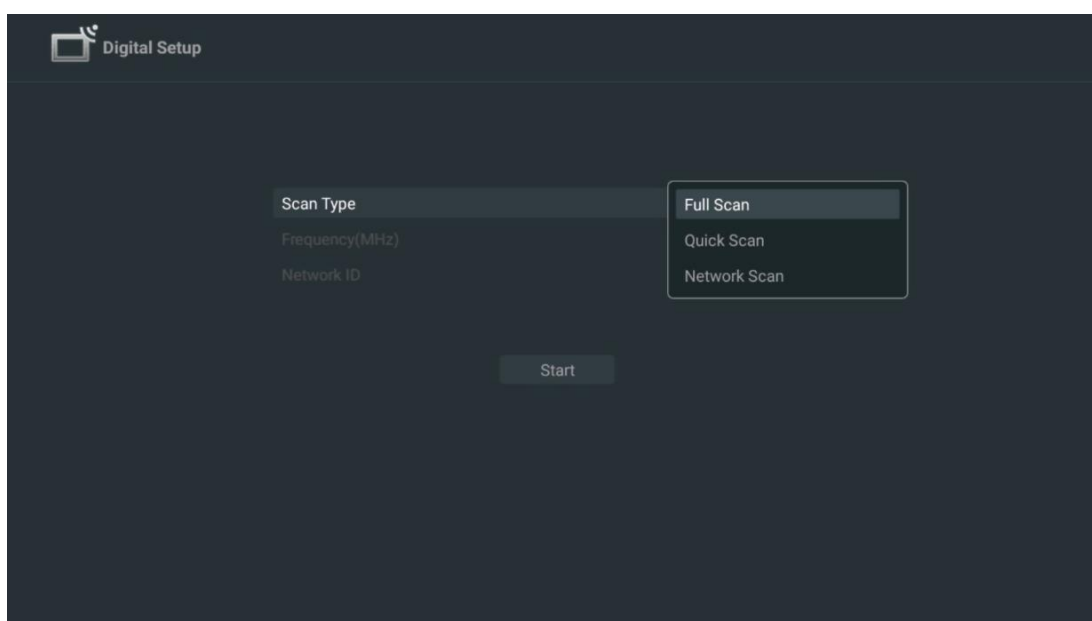 Digital Setup
Scan Type
Full Scan
Frequency(MHz)
Quick Scan
Network ID
Network Scan
Start